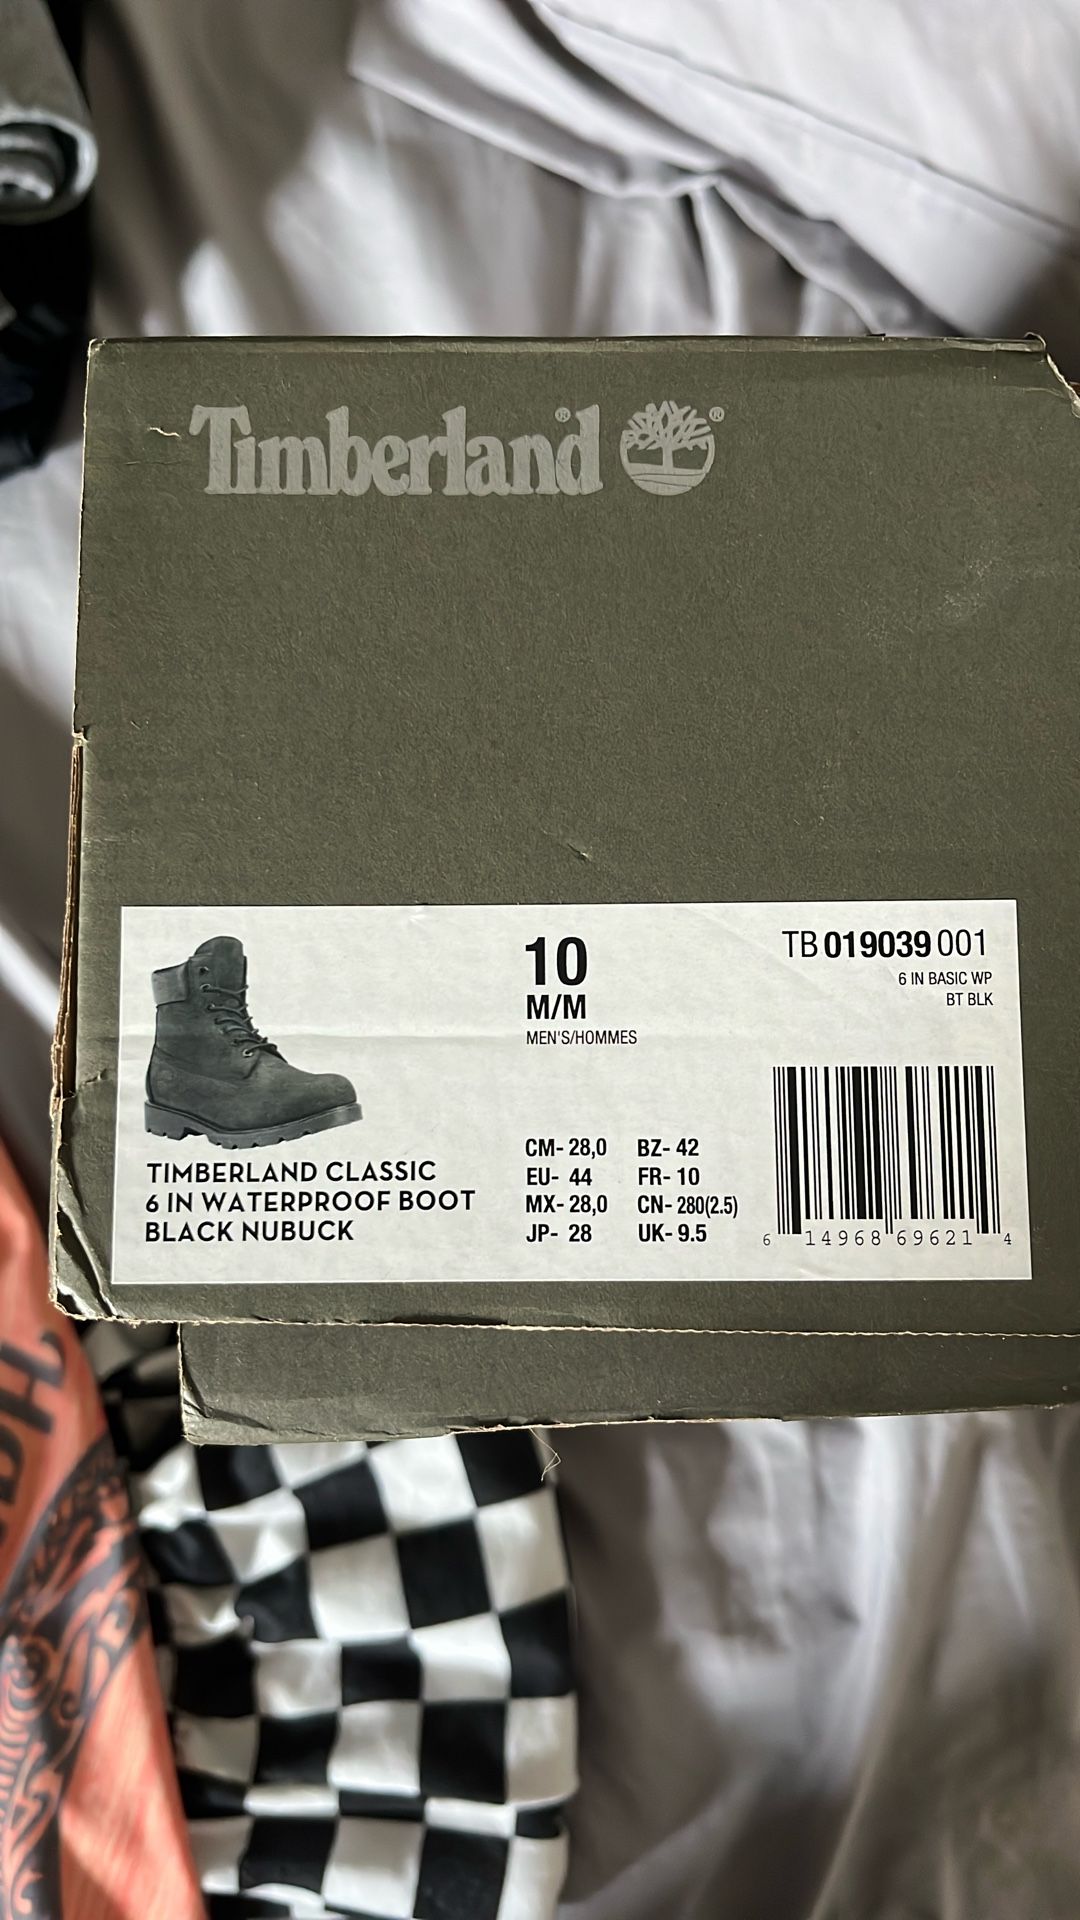 Timberland® ®
10
M/M
MEN'S/HOMMES
TB 019039 001
6 IN BASIC WP
BT BLK
TIMBERLAND CLASSIC
6 IN WATERPROOF BOOT
BLACK NUBUCK
CM- 28,0 BZ- 42
EU- 44 FR- 10
MX- 28,0 CN- 280(2.5)
JP- 28 UK- 9.5
6 14968 69621 4